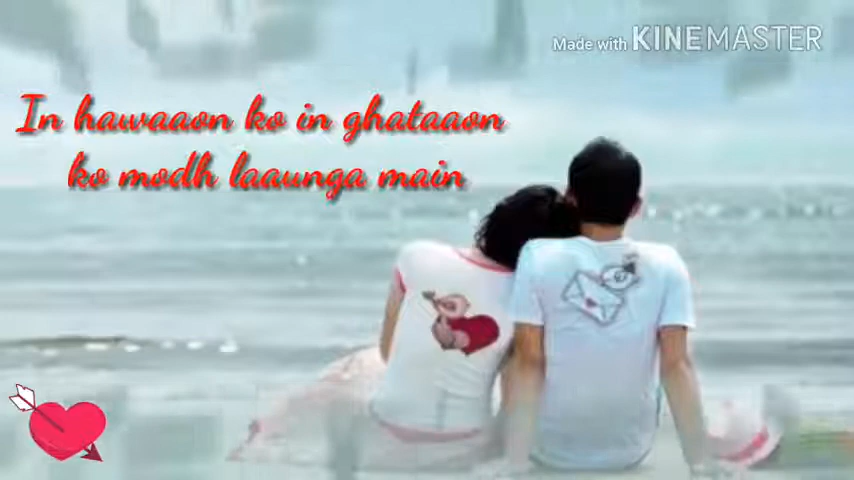 Made with KINEMASTER
In hawaaon ko in ghataaon
ko modh laaunga main